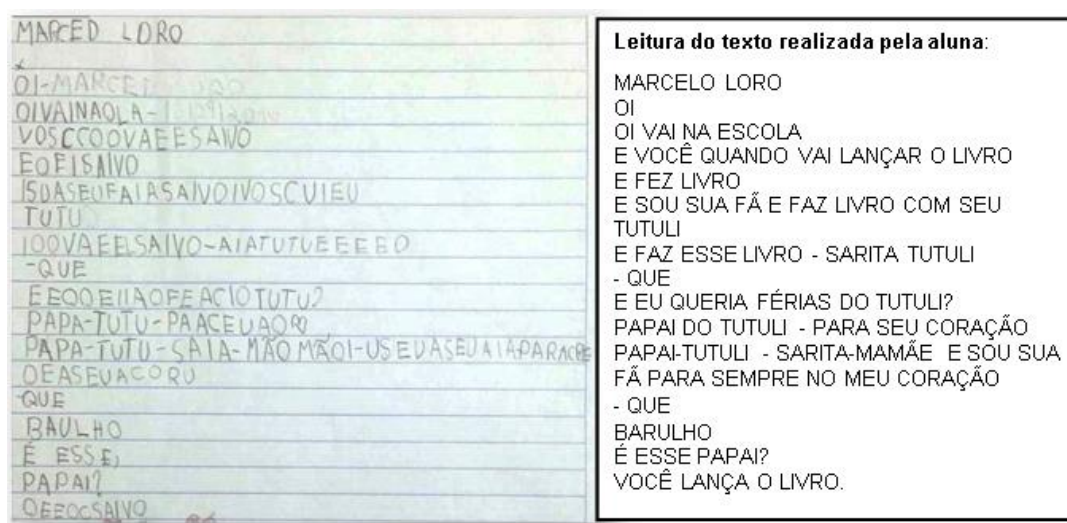 MARCED LORO
OI-MARCE
OIVAINAOLA-
VOSCCOOVAEESAIVO
EOFISAIVO
ISUASEUFAIASAIVOIVOSCUIEU
TUTU
IOOVAEELSAIVO-AIATUTUEEEEO
-QUE
EEOOEIIAOFEACIOTUTU?
PAPA-TUTU-PAACEUAO
PAPA-TUTU-SAIA-MÃOMÃOI-USEUASEUAIAPARACPE
OEASEUACORU
-QUE
BAULHO
É ESSE,
PAPAI?
OEEOCSAIVO
Leitura do texto realizada pela aluna:
MARCELO LORO
OI
OI VAI NA ESCOLA
E VOCÊ QUANDO VAI LANÇAR O LIVRO
E FEZ LIVRO
E SOU SUA FÃ E FAZ LIVRO COM SEU
TUTULI
E FAZ ESSE LIVRO - SARITA TUTULI
- QUE
E EU QUERIA FÉRIAS DO TUTULI?
PAPAI DO TUTULI - PARA SEU CORAÇÃO
PAPAI-TUTULI - SARITA-MAMÃE E SOU SUA
FÃ PARA SEMPRE NO MEU CORAÇÃO
- QUE
BARULHO
É ESSE PAPAI?
VOCÊ LANÇA O LIVRO.